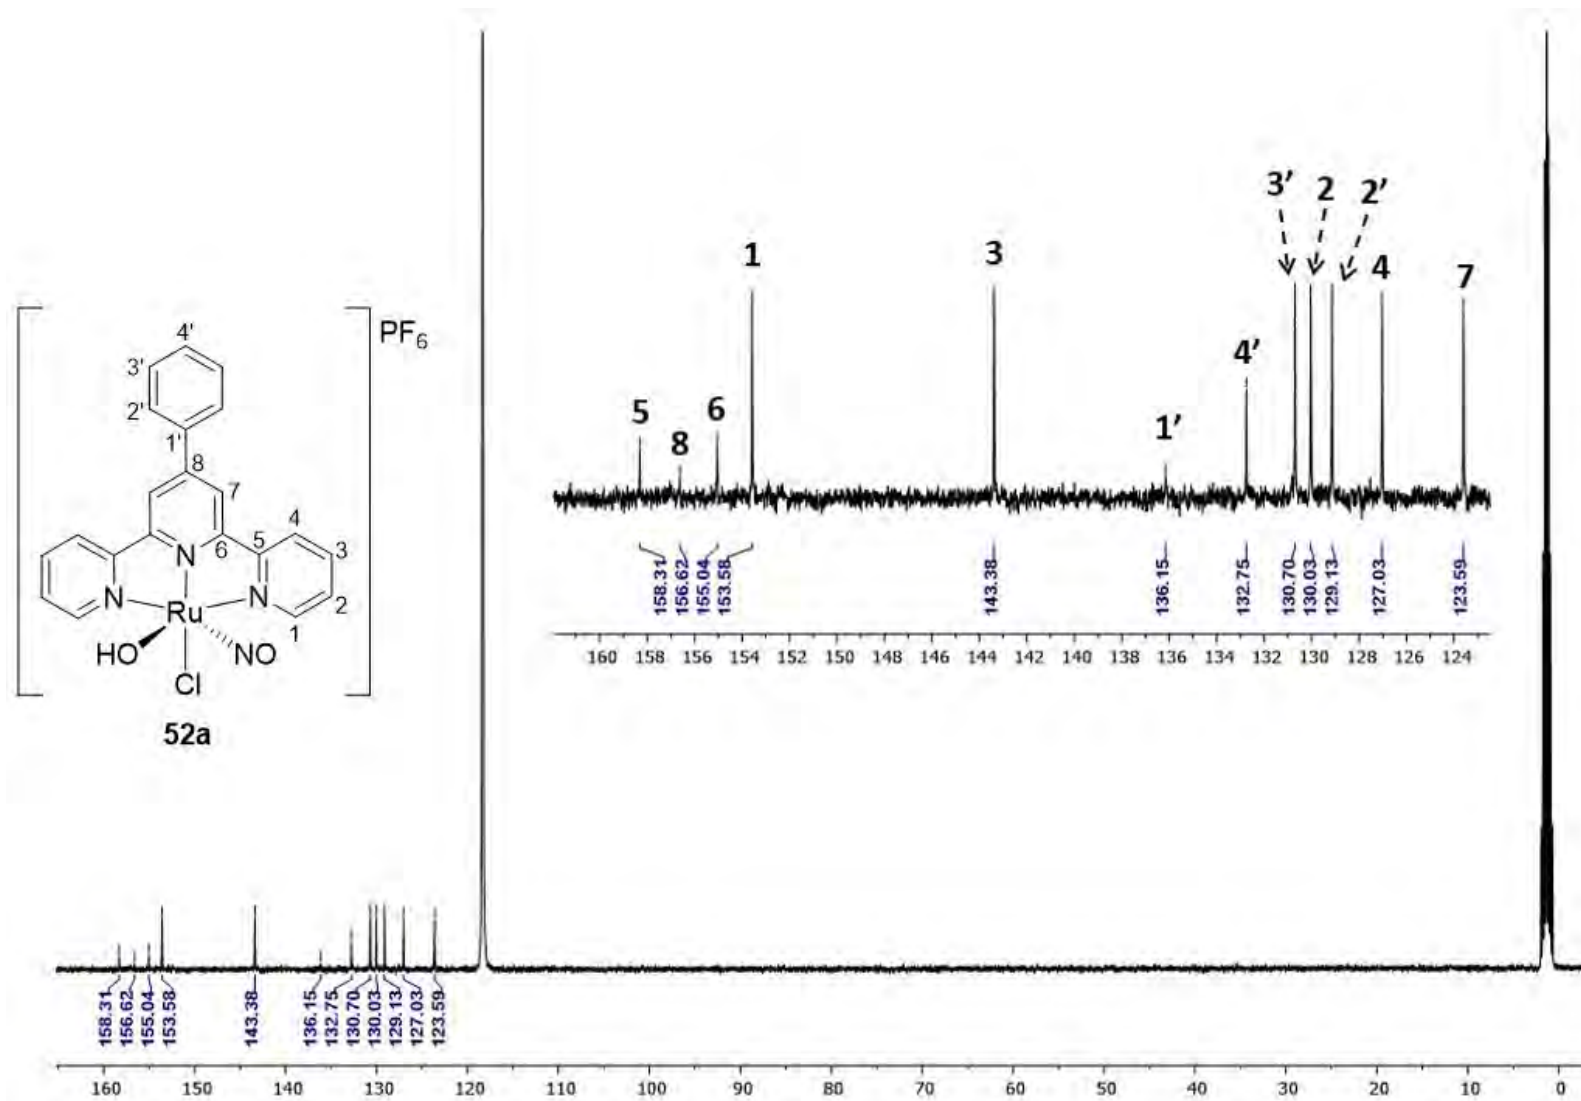 3' 2 2'
1 3 4 7
4'
5 8 6 1'
158.31 156.62 155.04 153.58 143.38 136.15 132.75 130.70 130.03 129.13 127.03 123.59
160 158 156 154 152 150 148 146 144 142 140 138 136 134 132 130 128 126 124
PF6
4'
3'
2'
1'
8
7
4
6 5 3
N
N N 2
Ru 1
HO NO
Cl
52a
158.31 156.62 155.04 153.58 143.38 136.15 132.75 130.70 130.03 129.13 127.03 123.59
160 150 140 130 120 110 100 90 80 70 60 50 40 30 20 10 0